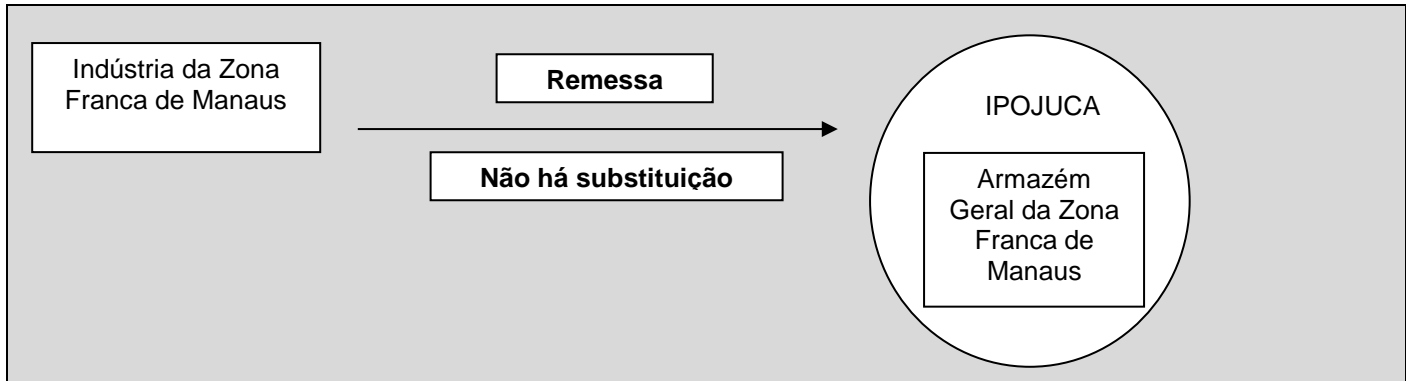 Indústria da Zona
Franca de Manaus
Remessa
Não há substituição
IPOJUCA
Armazém
Geral da Zona
Franca de
Manaus